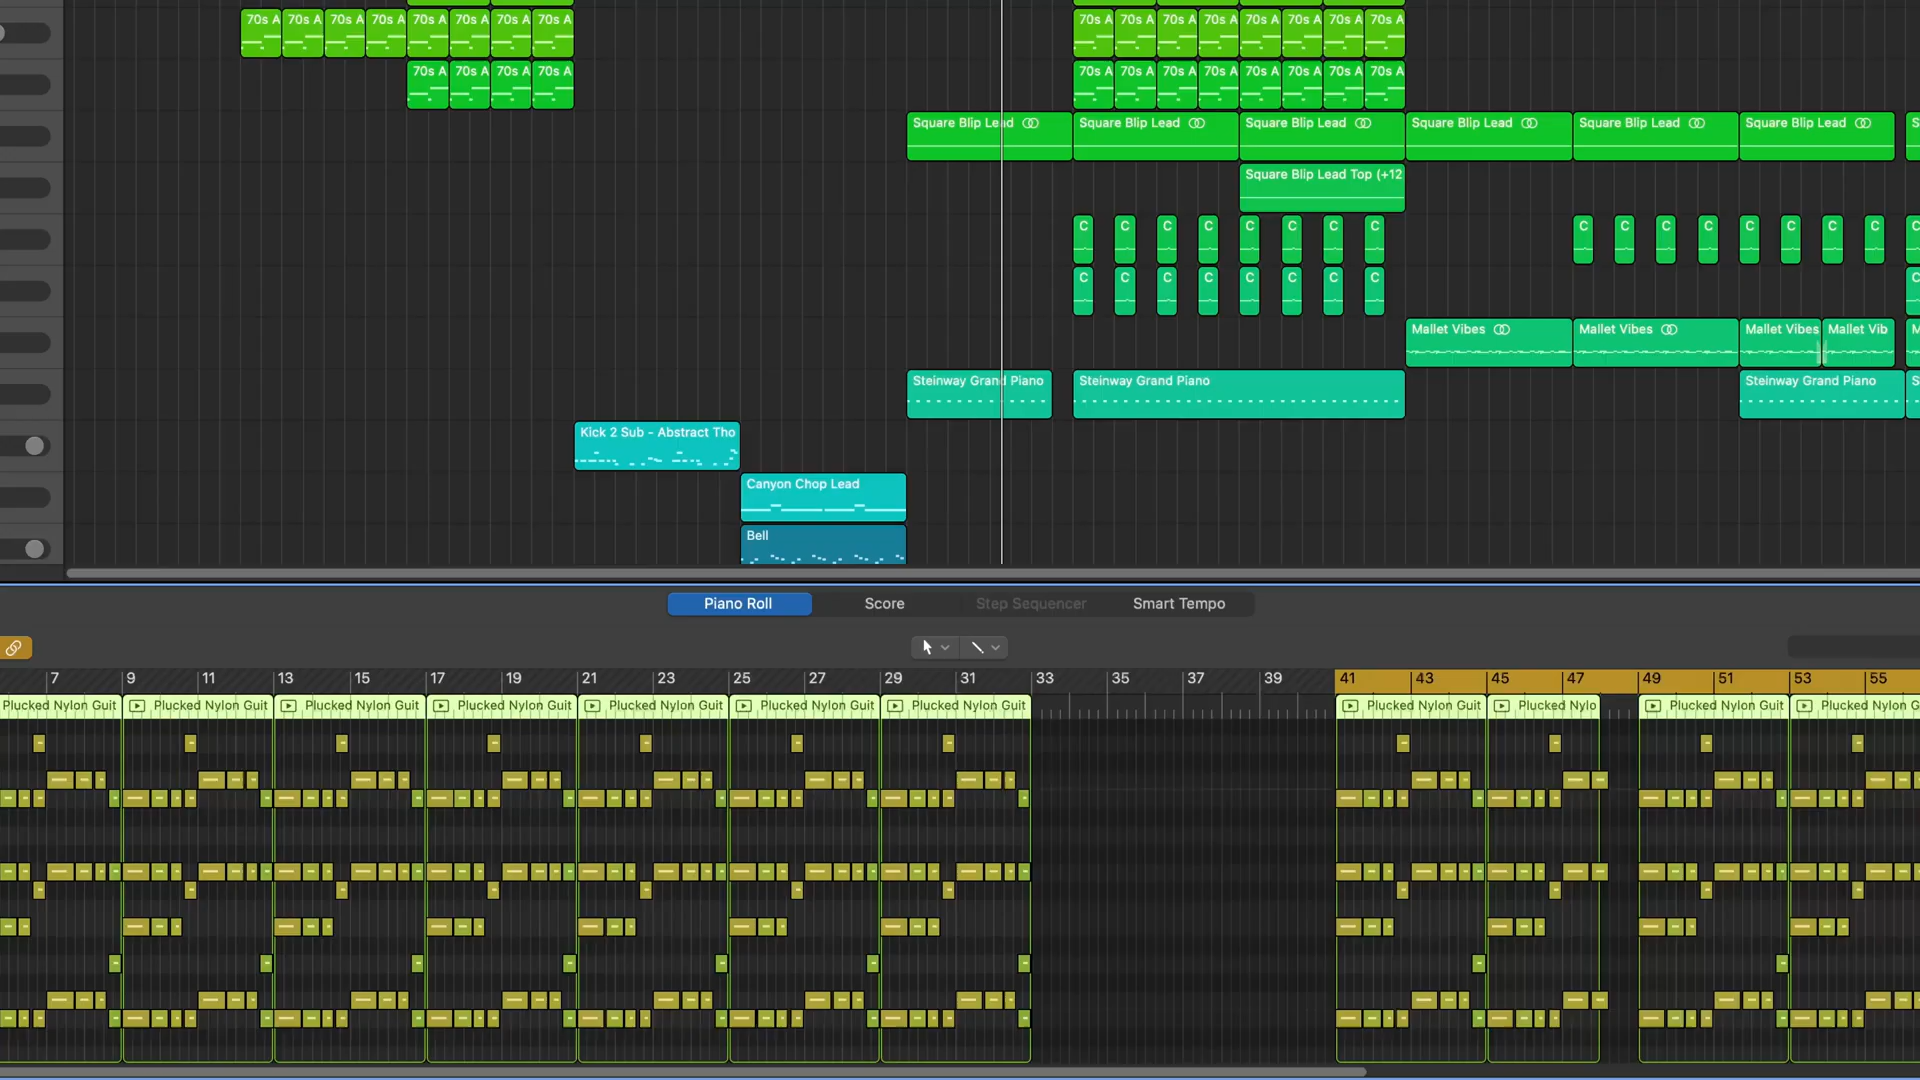 70s A 70s A 70s A 70s A 70s A 70s A 70s A 70s A 70s A 70s A 70s A 70s A 70s A 70s A 70s A 70s A
70s A 70s A 70s A 70s A 70s A 70s A 70s A 70s A 70s A 70s A 70s A 70s A
Square Blip Lead Square Blip Lead Square Blip Lead Square Blip Lead Square Blip Lead Square Blip Lead S
Square Blip Lead Top (+12
C C C C C C C C C C C C C C C C C
C C C C C C C C C
Mallet Vibes Mallet Vibes Mallet Vibes Mallet Vib M
Steinway Grand Piano Steinway Grand Piano Steinway Grand Piano S
Kick 2 Sub - Abstract Tho
Canyon Chop Lead
Bell
Piano Roll Score Step Sequencer Smart Tempo
7 9 11 13 15 17 19 21 23 25 27 29 31 33 35 37 39 41 43 45 47 49 51 53 55
Plucked Nylon Guit Plucked Nylon Guit Plucked Nylon Guit Plucked Nylon Guit Plucked Nylon Guit Plucked Nylon Guit Plucked Nylon Guit Plucked Nylon Guit Plucked Nylo Plucked Nylon Guit Plucked Nylon G